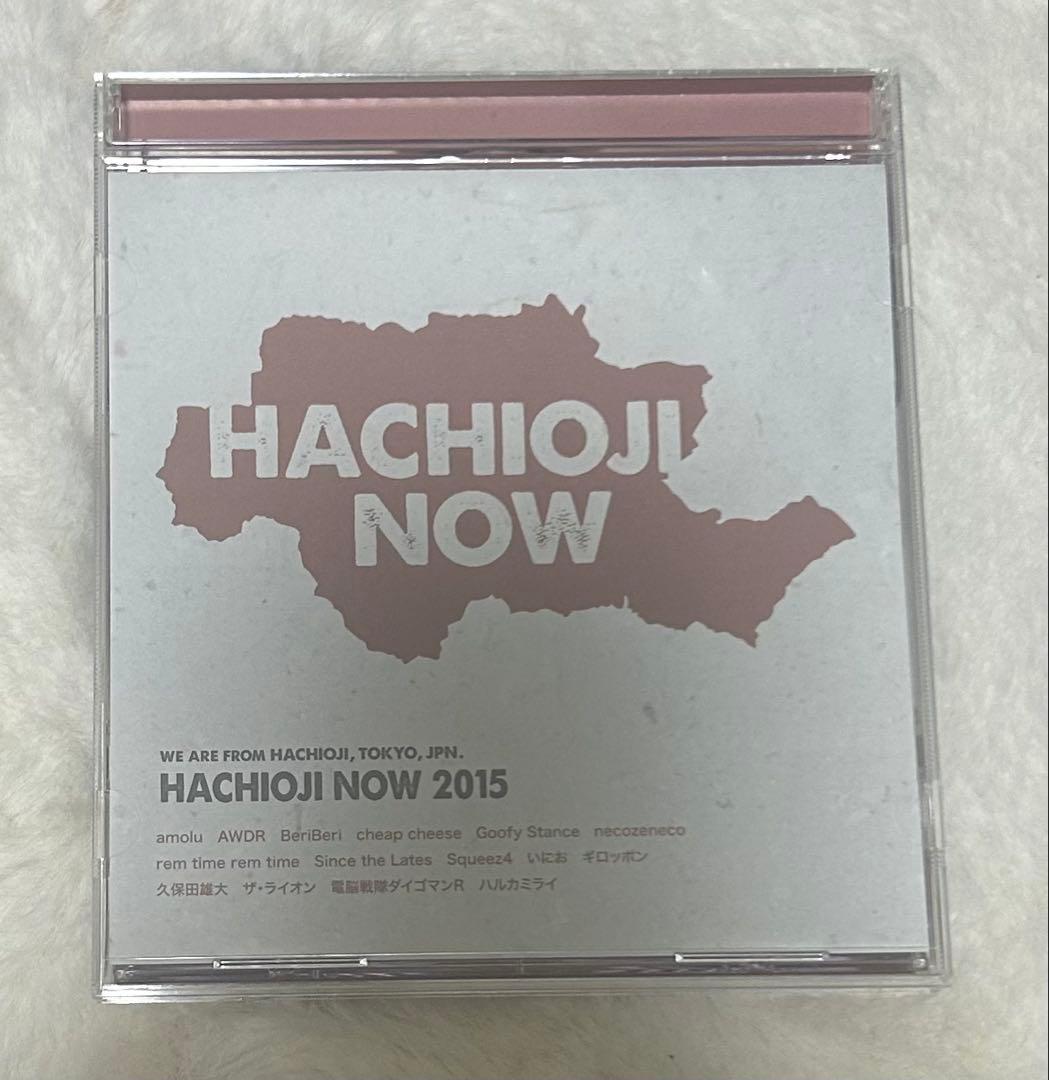 HACHIOJI
NOW
WE ARE FROM HACHIOJI, TOKYO, JPN.
HACHIOJI NOW 2015
amolu AWDR BeriBeri cheap cheese Goofy Stance necozeneco
rem time rem time Since the Lates Squeez4 いにお ギロッポン
久保田雄大 ザ・ライオン 電脳戦隊ダイゴマンR ハルカミライ